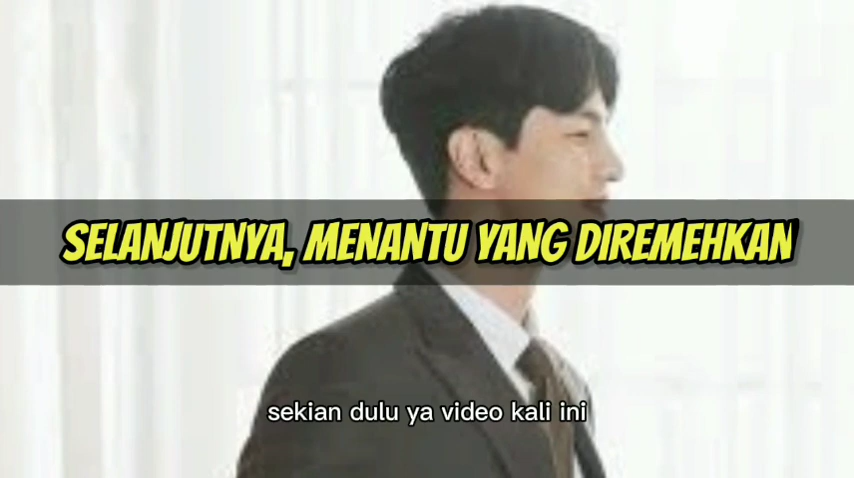 SELANJUTNYA, MENANTU YANG DIREMEHKAN
sekian dulu ya video kali ini